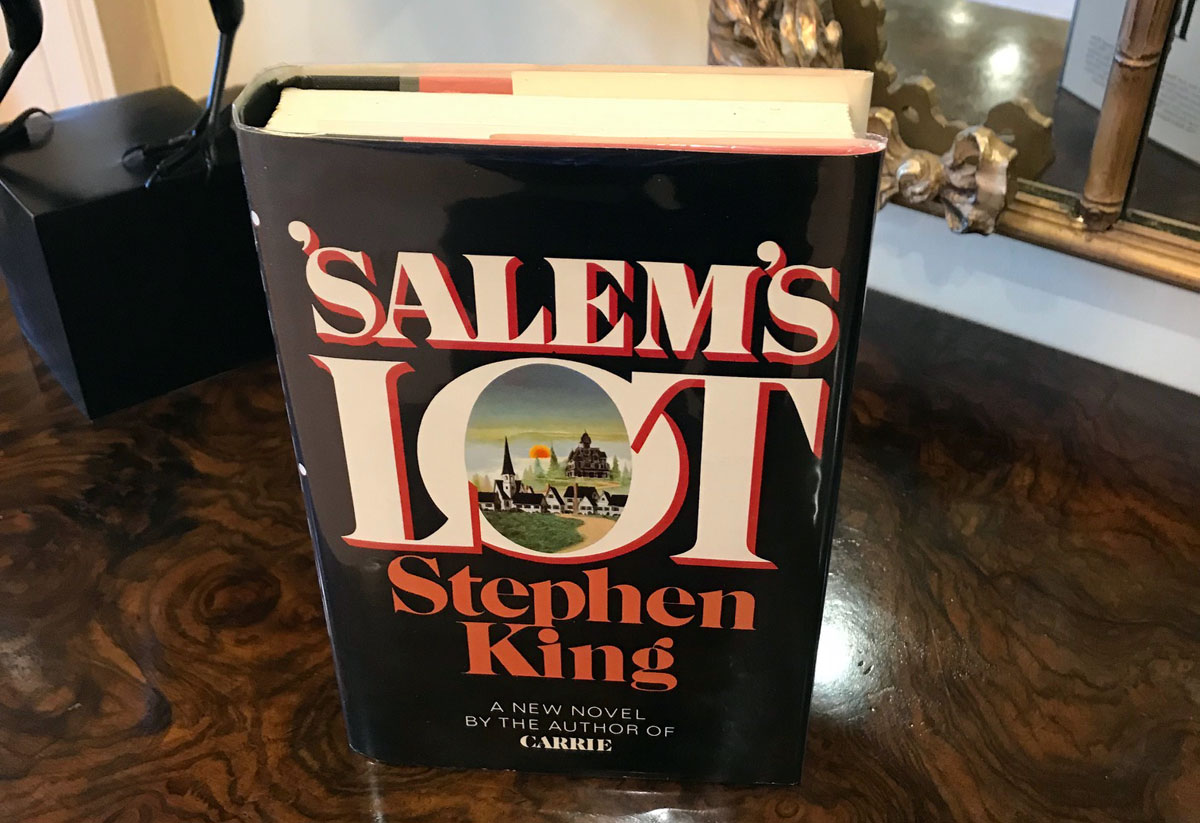 'SALEM'S
LOT
Stephen
King
A NEW NOVEL
BY THE AUTHOR OF
CARRIE